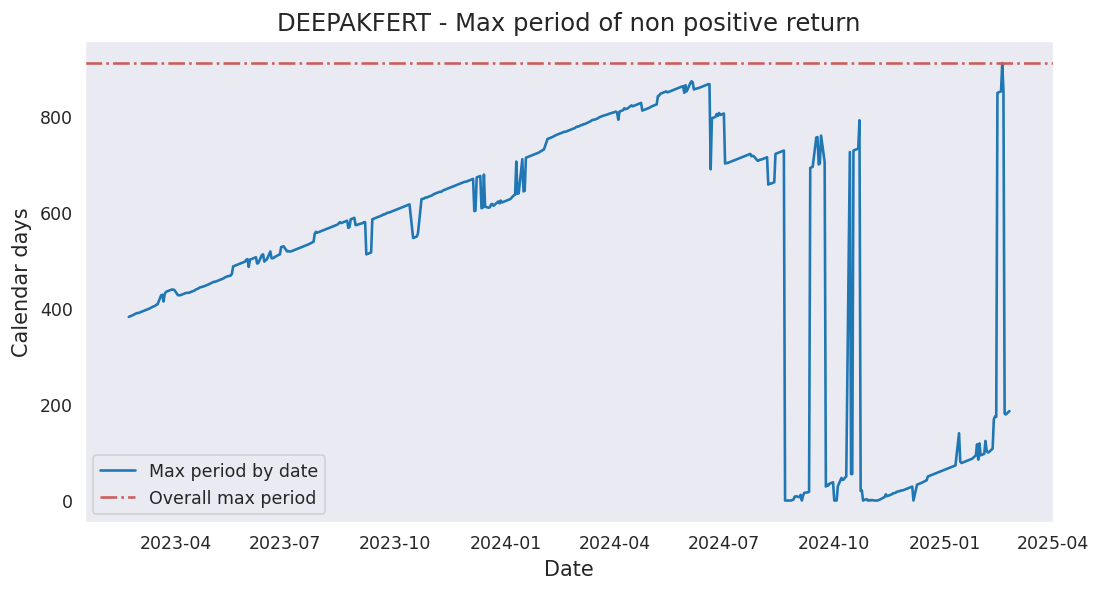 DEEPAKFERT - Max period of non positive return
Calendar days
800
600
400
200
0
Max period by date
Overall max period
2023-04
2023-07
2023-10
2024-01
2024-04
2024-07
2024-10
2025-01
2025-04
Date